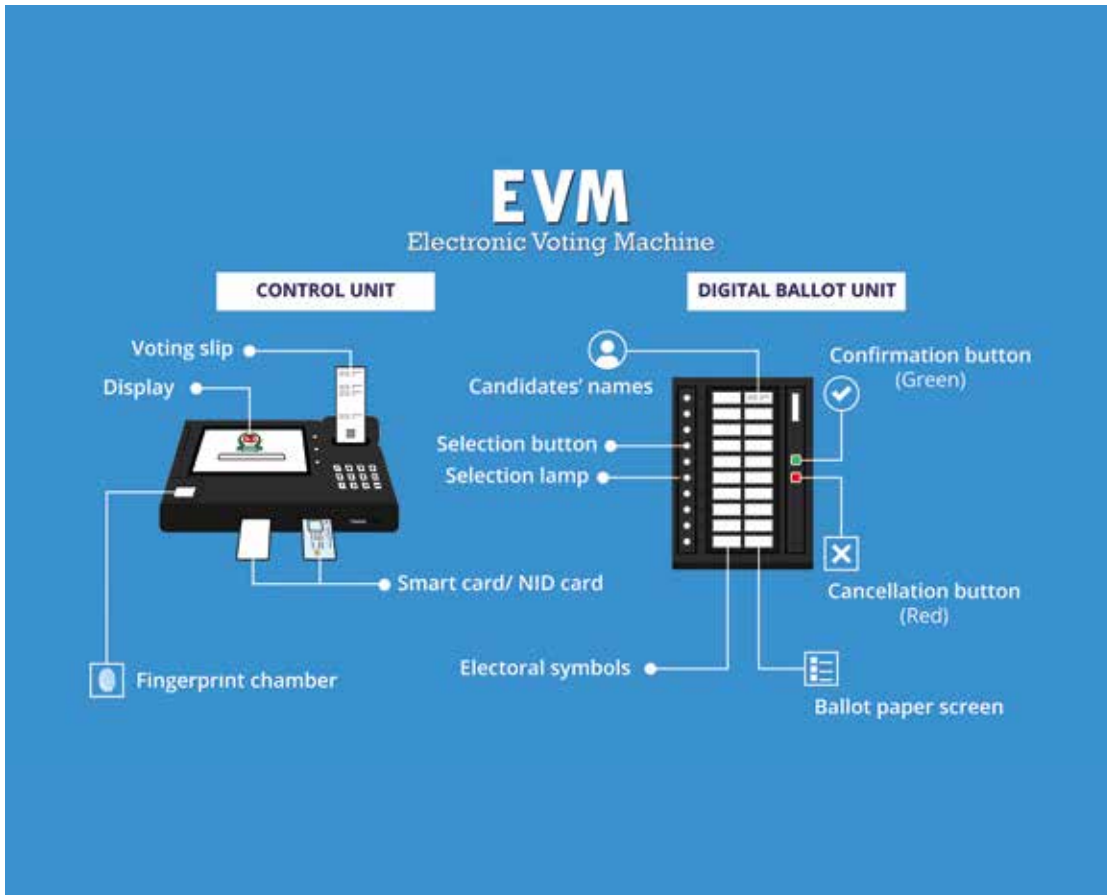 EVM
Electronic Voting Machine
CONTROL UNIT
Voting slip
Display
Smart card/ NID card
Fingerprint chamber
DIGITAL BALLOT UNIT
Candidates' names
Confirmation button
(Green)
Selection button
Selection lamp
Cancellation button
(Red)
Electoral symbols
Ballot paper screen